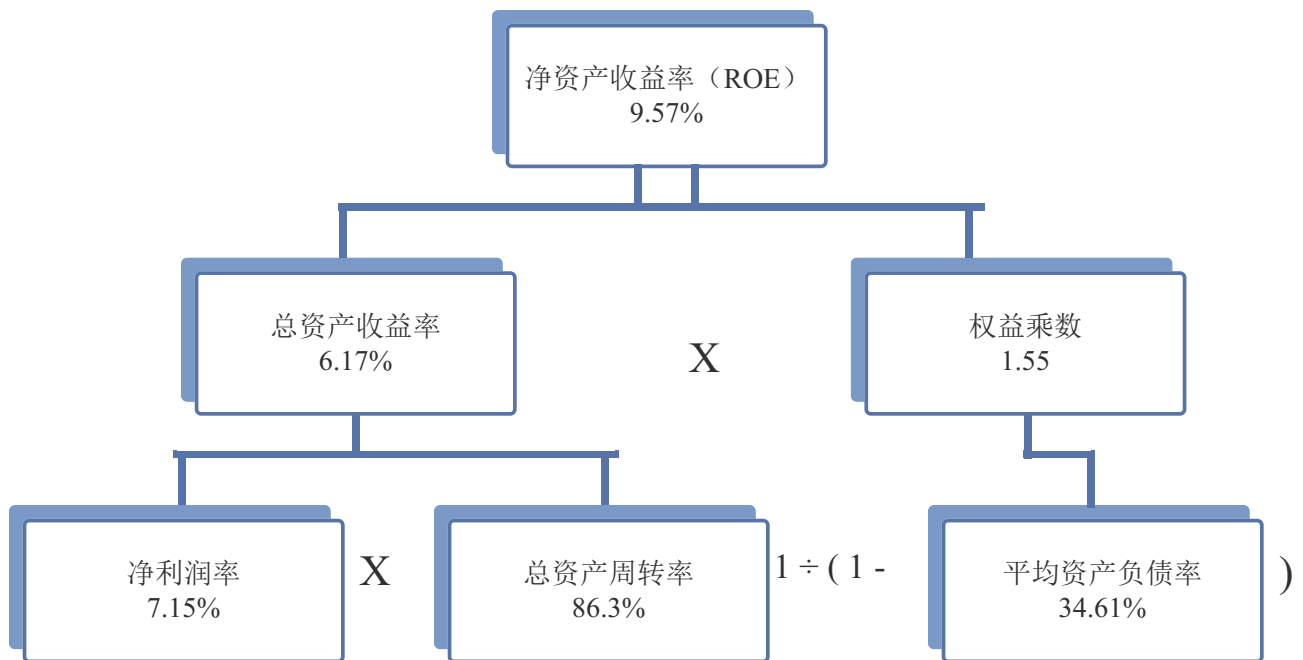 净资产收益率（ROE）
9.57%
总资产收益率
6.17%
X
权益乘数
1.55
净利润率
7.15%
X
总资产周转率
86.3%
1 ÷ ( 1 -
平均资产负债率
34.61%
)